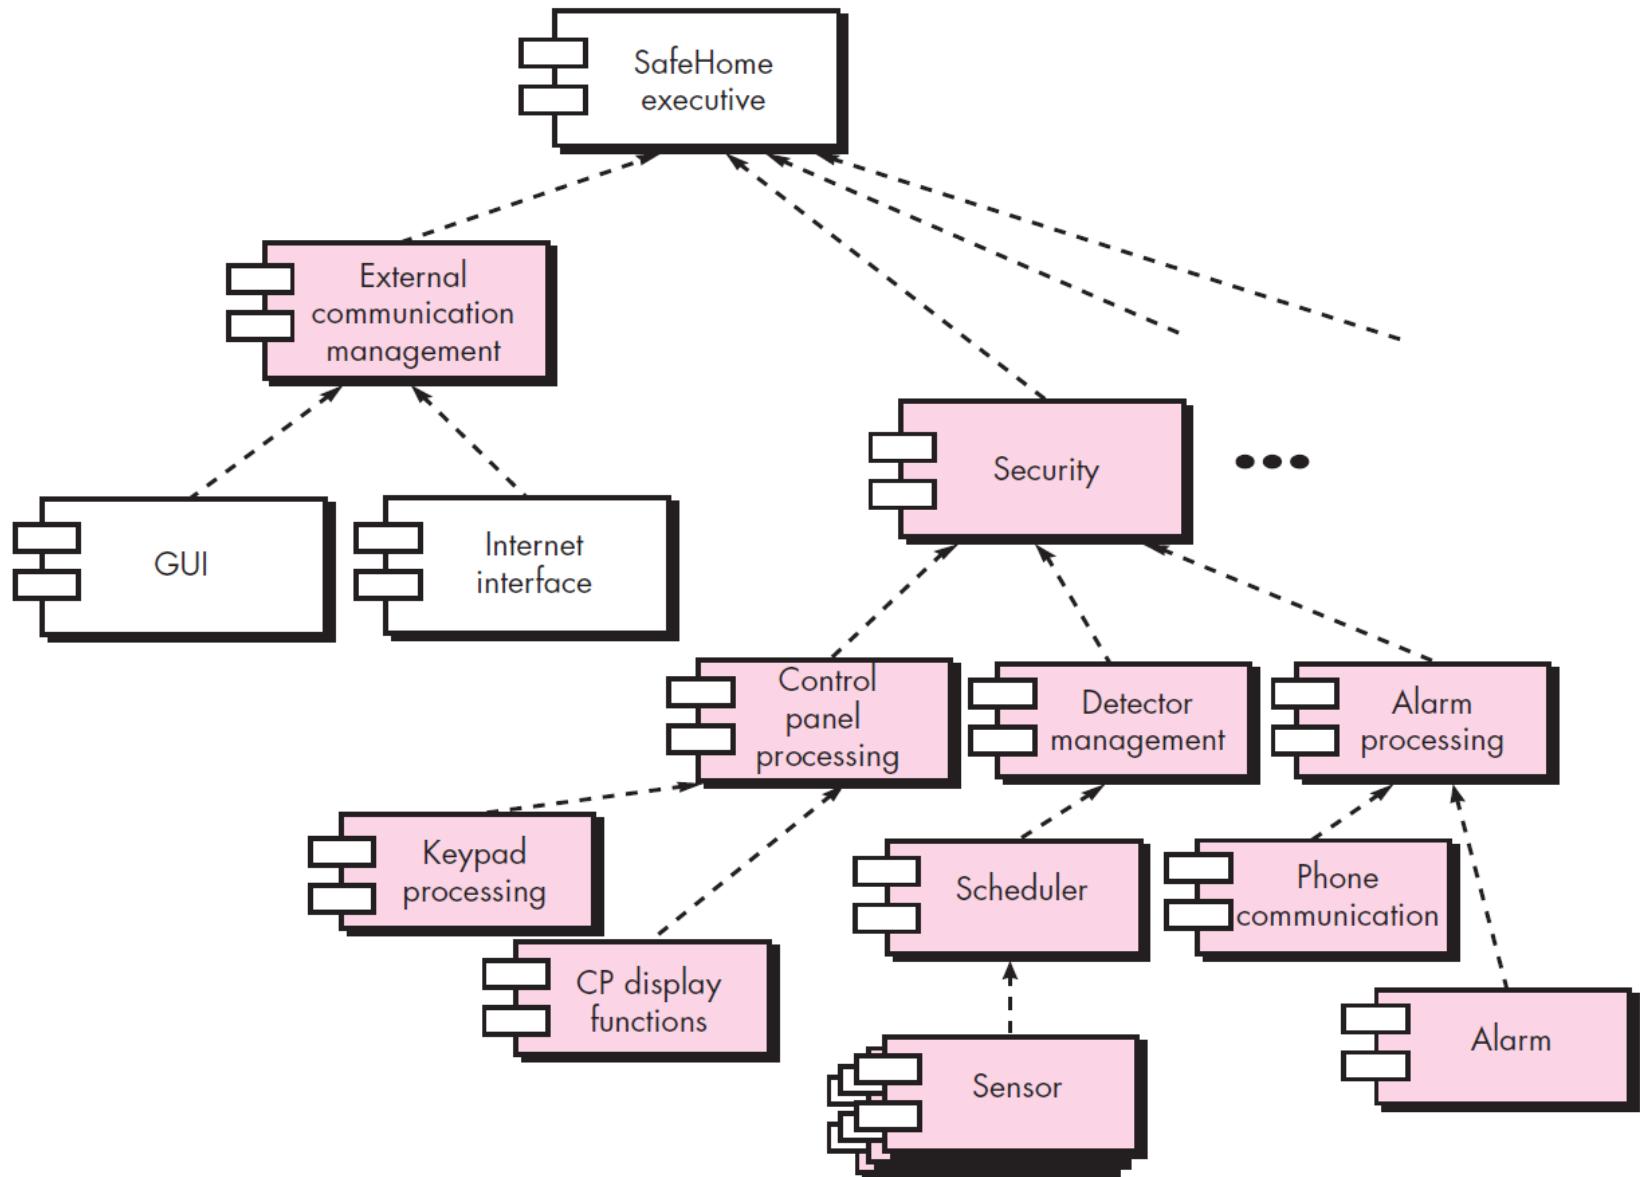 SafeHome
executive
External
communication
management
Security
GUI
Internet
interface
Control
panel
processing
Detector
management
Alarm
processing
Keypad
processing
Scheduler
Phone
communication
CP display
functions
Alarm
Sensor